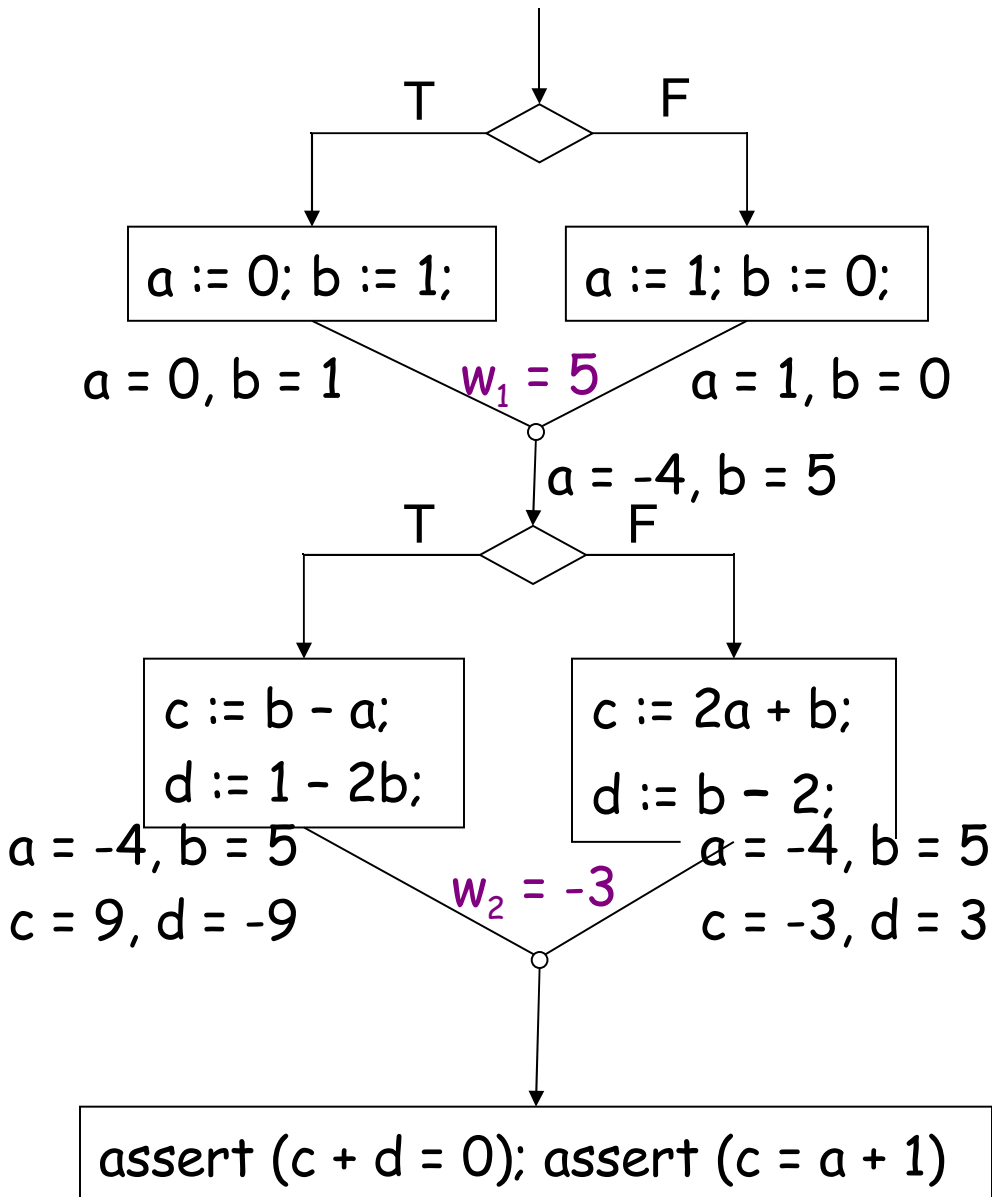 T
F
a := 0; b := 1;
a := 1; b := 0;
a = 0, b = 1
w₁ = 5
a = 1, b = 0
a = -4, b = 5
T
F
c := b – a;
d := 1 – 2b;
c := 2a + b;
d := b – 2;
a = -4, b = 5
c = 9, d = -9
w₂ = -3
a = -4, b = 5
c = -3, d = 3
assert (c + d = 0); assert (c = a + 1)